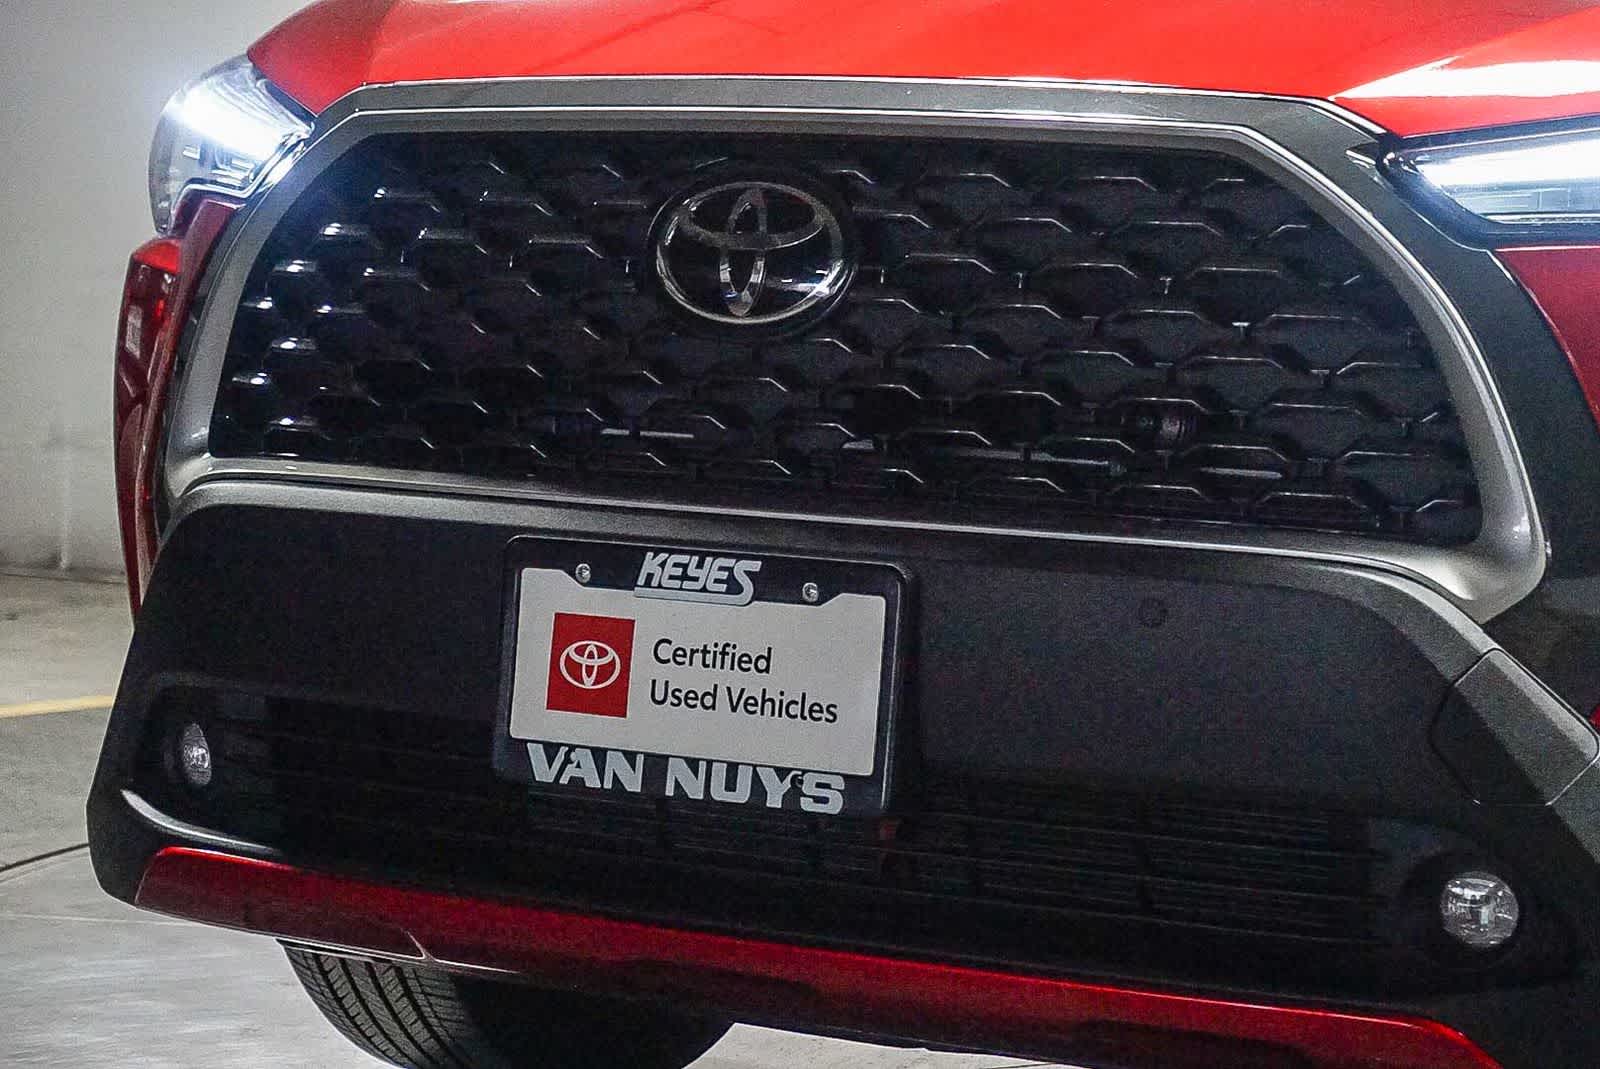 KEYES
Certified
Used Vehicles
VAN NUYS